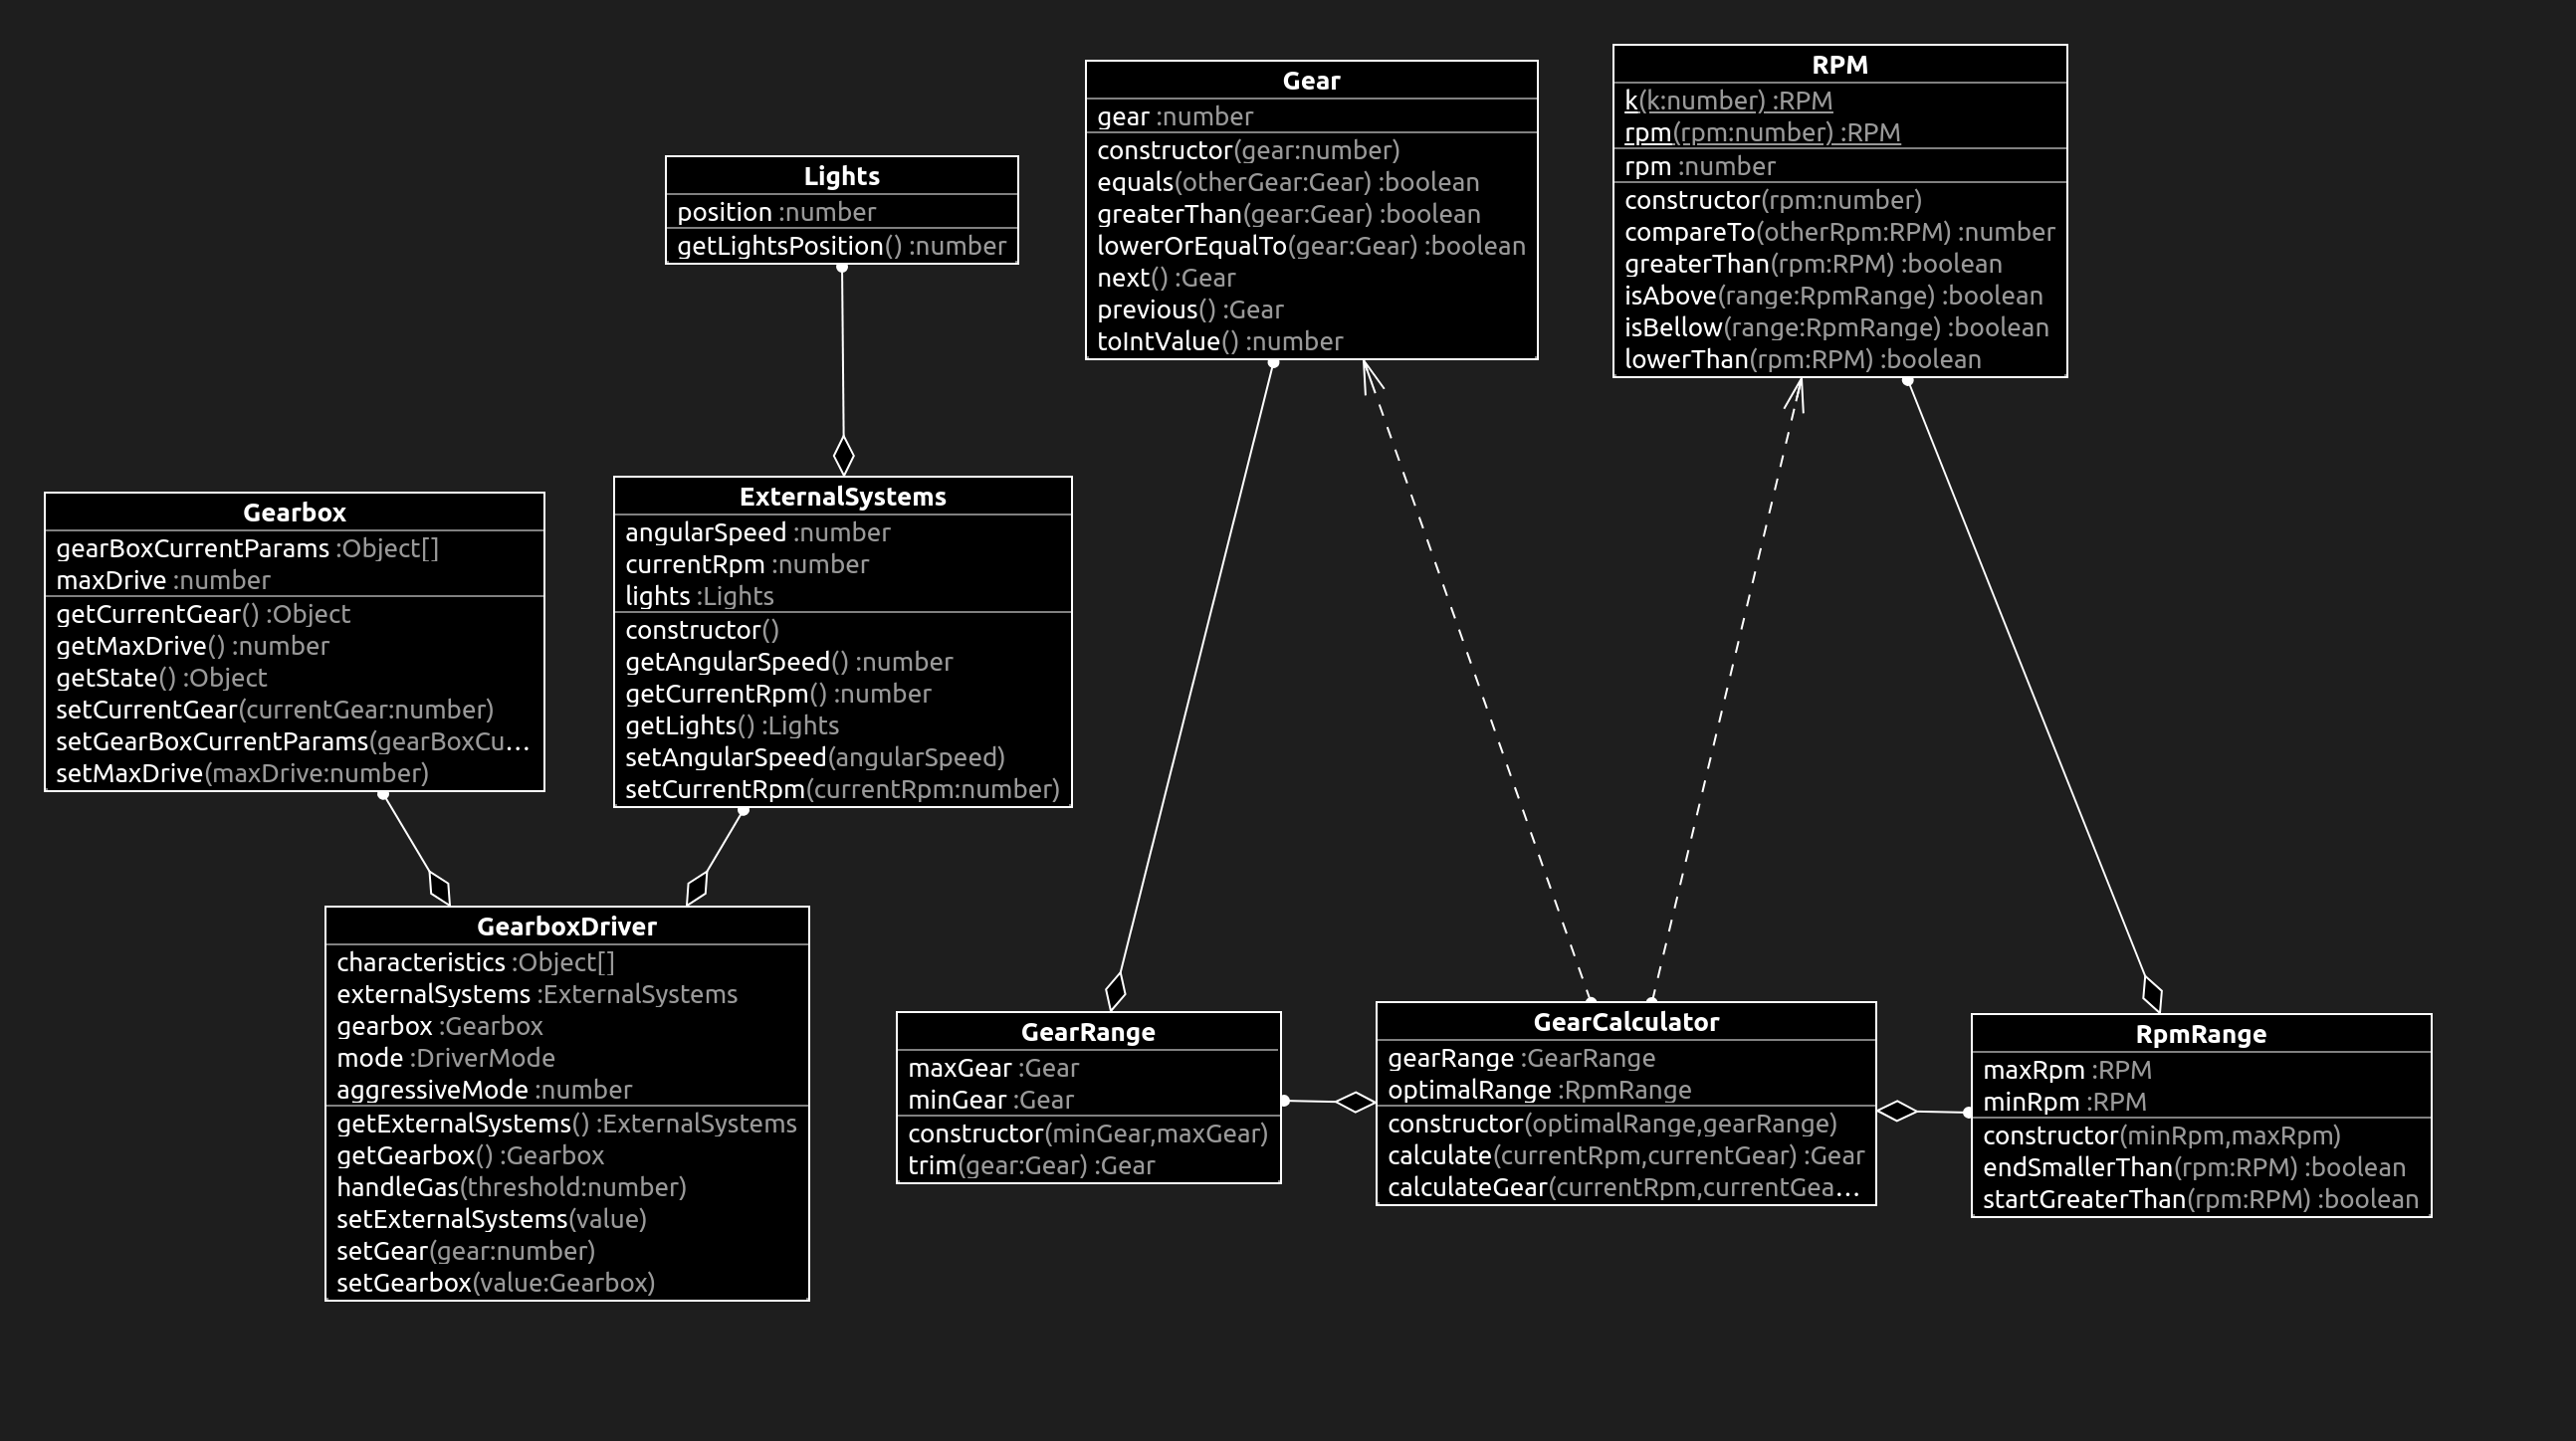 Gear
gear :number
constructor(gear:number)
equals(otherGear:Gear) :boolean
greaterThan(gear:Gear) :boolean
lowerOrEqualTo(gear:Gear) :boolean
next() :Gear
previous() :Gear
toIntValue() :number
RPM
k(k:number) :RPM
rpm(rpm:number) :RPM
rpm :number
constructor(rpm:number)
compareTo(otherRpm:RPM) :number
greaterThan(rpm:RPM) :boolean
isAbove(range:RpmRange) :boolean
isBellow(range:RpmRange) :boolean
lowerThan(rpm:RPM) :boolean
Lights
position :number
getLightsPosition() :number
Gearbox
gearBoxCurrentParams :Object[]
maxDrive :number
getCurrentGear() :Object
getMaxDrive() :number
getState() :Object
setCurrentGear(currentGear:number)
setGearBoxCurrentParams(gearBoxCu…
setMaxDrive(maxDrive:number)
ExternalSystems
angularSpeed :number
currentRpm :number
lights :Lights
constructor()
getAngularSpeed() :number
getCurrentRpm() :number
getLights() :Lights
setAngularSpeed(angularSpeed)
setCurrentRpm(currentRpm:number)
GearboxDriver
characteristics :Object[]
externalSystems :ExternalSystems
gearbox :Gearbox
mode :DriverMode
aggressiveMode :number
getExternalSystems() :ExternalSystems
getGearbox() :Gearbox
handleGas(threshold:number)
setExternalSystems(value)
setGear(gear:number)
setGearbox(value:Gearbox)
GearRange
maxGear :Gear
minGear :Gear
constructor(minGear,maxGear)
trim(gear:Gear) :Gear
GearCalculator
gearRange :GearRange
optimalRange :RpmRange
constructor(optimalRange,gearRange)
calculate(currentRpm,currentGear) :Gear
calculateGear(currentRpm,currentGea…
RpmRange
maxRpm :RPM
minRpm :RPM
constructor(minRpm,maxRpm)
endSmallerThan(rpm:RPM) :boolean
startGreaterThan(rpm:RPM) :boolean